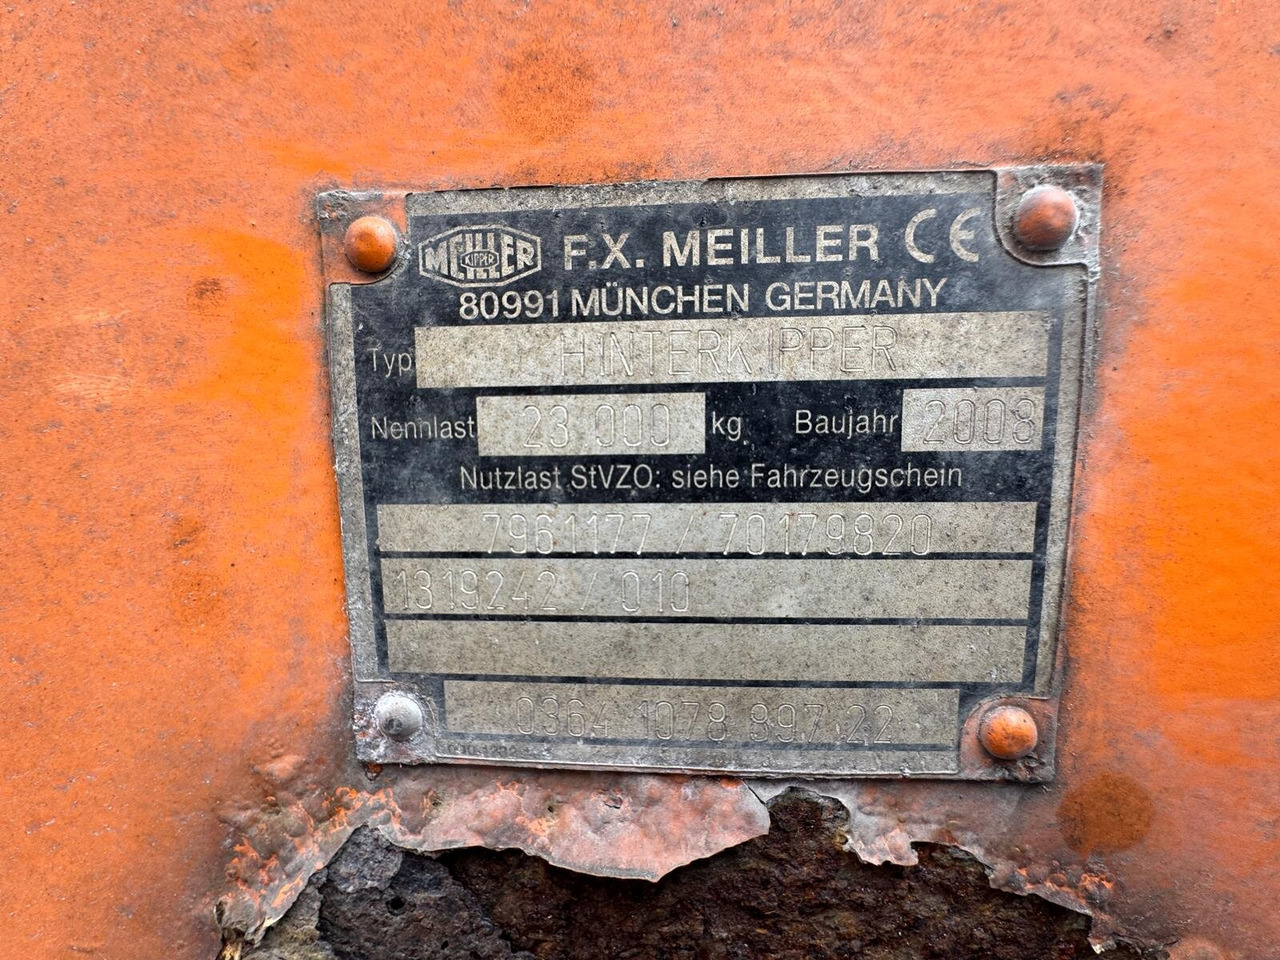 MEILLER KIPPER F.X. MEILLER CE
80991 MÜNCHEN GERMANY
Typ HINTERKIPPER
Nennlast 23 000 kg Baujahr 2008
Nutzlast StVZO: siehe Fahrzeugschein
7961177 / 70179820
1319242 / 010
0364 1078 897 22